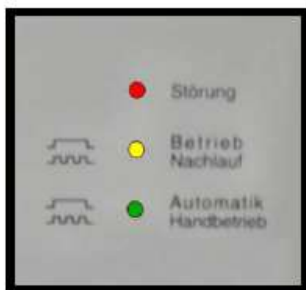 Störung
Betrieb
Nachlauf
Automatik
Handbetrieb